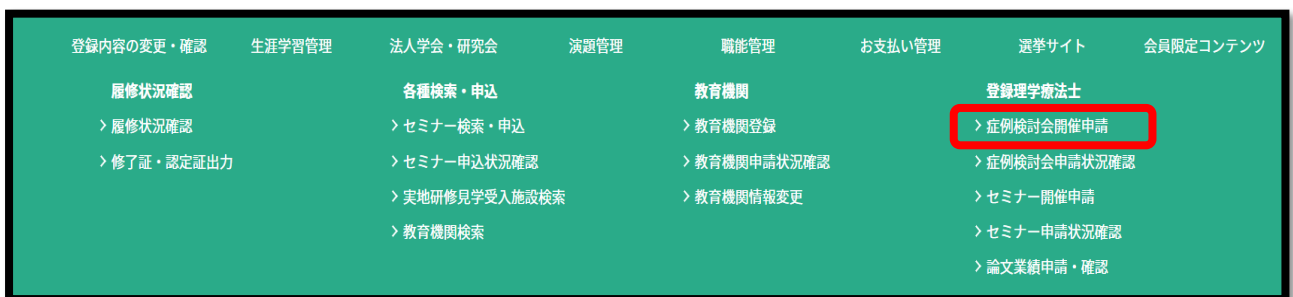 登録内容の変更・確認 生涯学習管理 法人学会・研究会 演題管理 職能管理 お支払い管理 選挙サイト 会員限定コンテンツ
履修状況確認 各種検索・申込 教育機関 登録理学療法士
>履修状況確認 >セミナー検索・申込 >教育機関登録 >症例検討会開催申請
>修了証・認定証出力 >セミナー申込状況確認 >教育機関申請状況確認 >症例検討会申請状況確認
>実地研修見学受入施設検索 >教育機関情報変更 >セミナー開催申請
>教育機関検索 >セミナー申請状況確認
>論文業績申請・確認